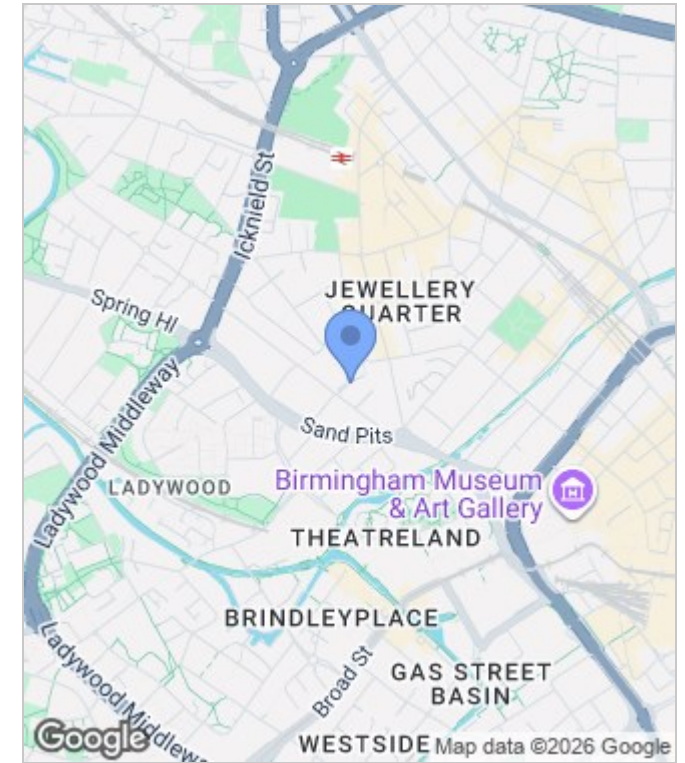 Icknield St
JEWELLERY
QUARTER
Spring Hl
Sand Pits
Ladywood Middleway
LADYWOOD
Birmingham Museum
& Art Gallery
THEATRELAND
BRINDLEYPLACE
Broad St
GAS STREET
BASIN
Ladywood Middleway
WESTSIDE
Google
Map data ©2026 Google